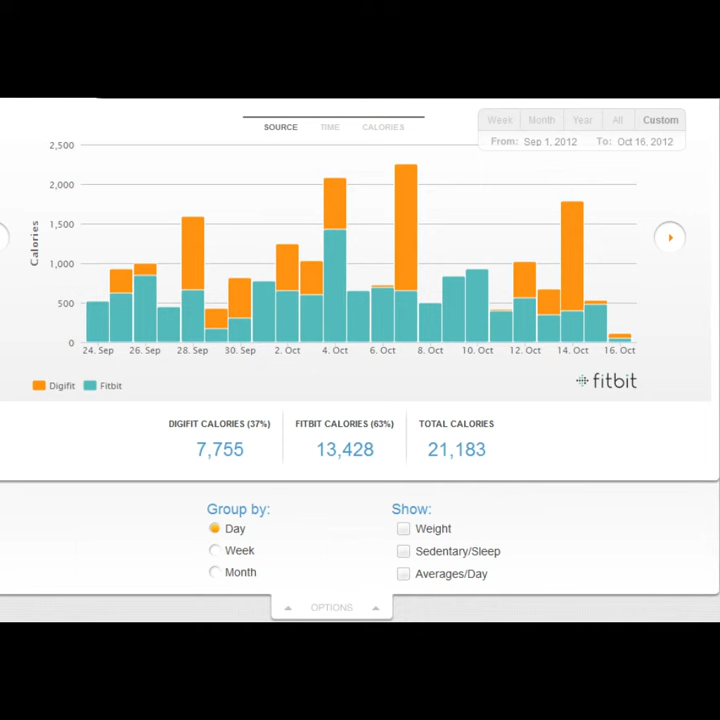 SOURCE TIME CALORIES
Week Month Year All Custom
From: Sep 1, 2012 To: Oct 16, 2012
Calories
2,500
2,000
1,500
1,000
500
0
24. Sep 26. Sep 28. Sep 30. Sep 2. Oct 4. Oct 6. Oct 8. Oct 10. Oct 12. Oct 14. Oct 16. Oct
Digifit Fitbit
fitbit
DIGIFIT CALORIES (37%) FITBIT CALORIES (63%) TOTAL CALORIES
7,755 13,428 21,183
Group by: Show:
Day Weight
Week Sedentary/Sleep
Month Averages/Day
OPTIONS